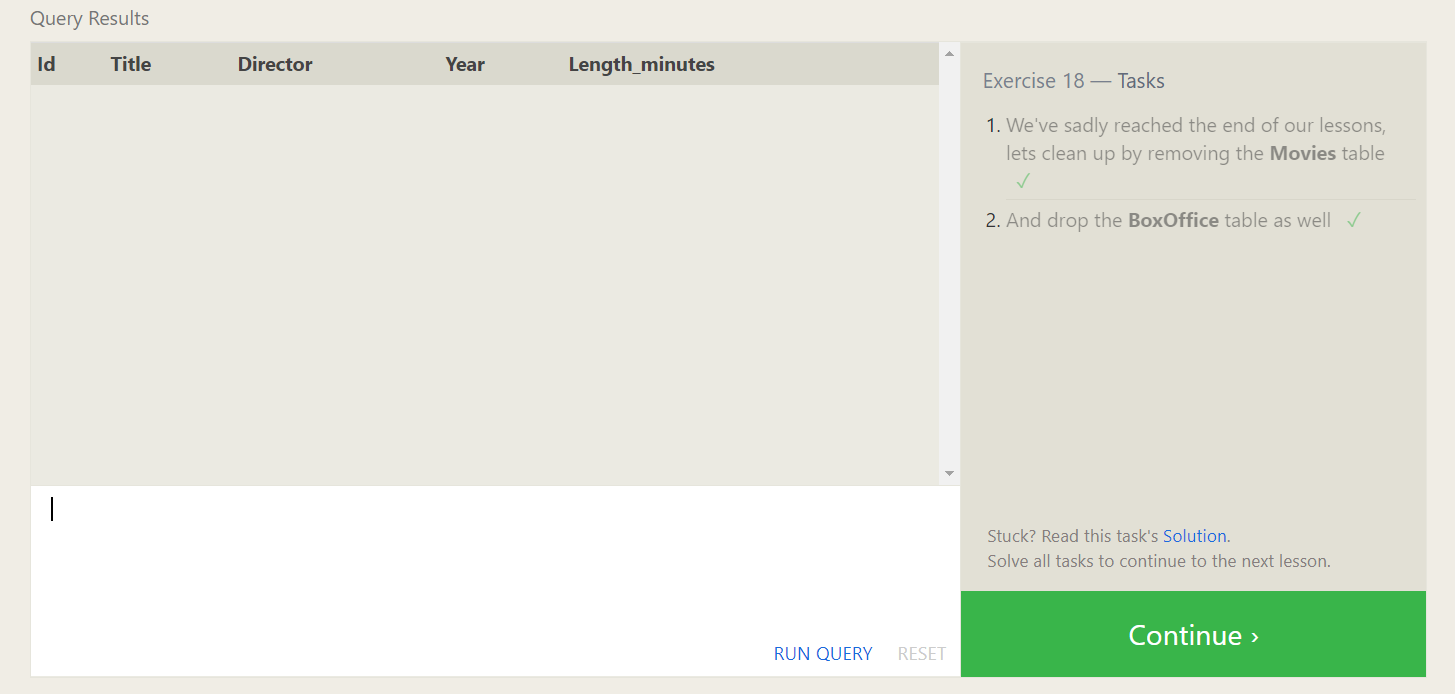 Query Results
Id Title Director Year Length_minutes
Exercise 18 — Tasks
1. We've sadly reached the end of our lessons,
lets clean up by removing the Movies table
✓
2. And drop the BoxOffice table as well ✓
Stuck? Read this task's Solution.
Solve all tasks to continue to the next lesson.
RUN QUERY RESET
Continue ›